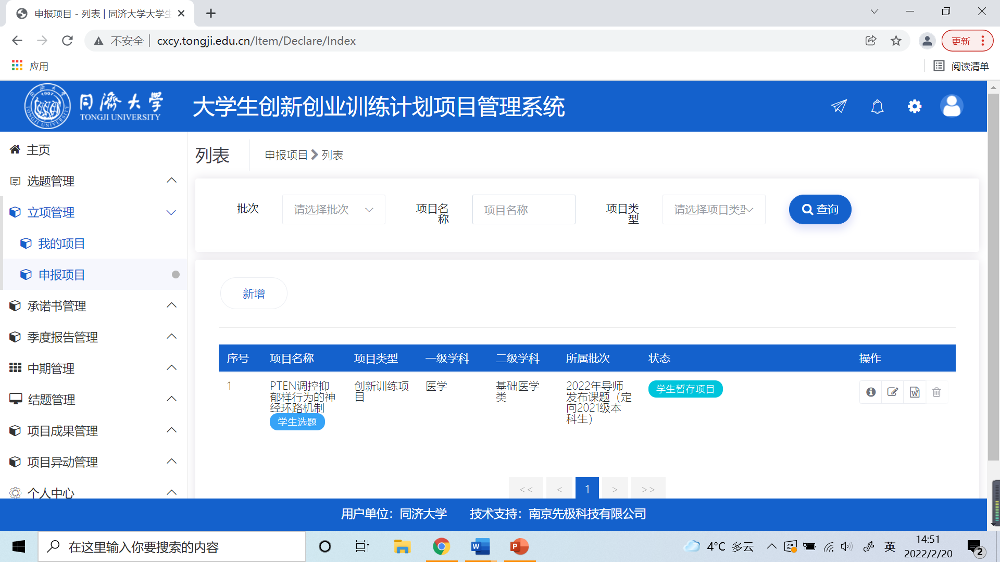 申报项目 - 列表 | 同济大学大学生
不安全 | cxcy.tongji.edu.cn/Item/Declare/Index
更新
应用
阅读清单
1907
同濟大學
TONGJI UNIVERSITY
大学生创新创业训练计划项目管理系统
主页
选题管理
立项管理
我的项目
申报项目
承诺书管理
季度报告管理
中期管理
结题管理
项目成果管理
项目异动管理
个人中心
列表
申报项目 列表
批次
请选择批次
项目名
称
项目名称
项目类
型
请选择项目类型
查询
新增
序号 项目名称 项目类型 一级学科 二级学科 所属批次 状态 操作
1
PTEN调控抑
郁样行为的神
经环路机制
学生选题
创新训练项
目
医学
基础医学
类
2022年导师
发布课题（定
向2021级本
科生）
学生暂存项目
<< < 1 > >>
用户单位：同济大学 技术支持：南京先极科技有限公司
在这里输入你要搜索的内容
4°C 多云
英
14:51
2022/2/20
2